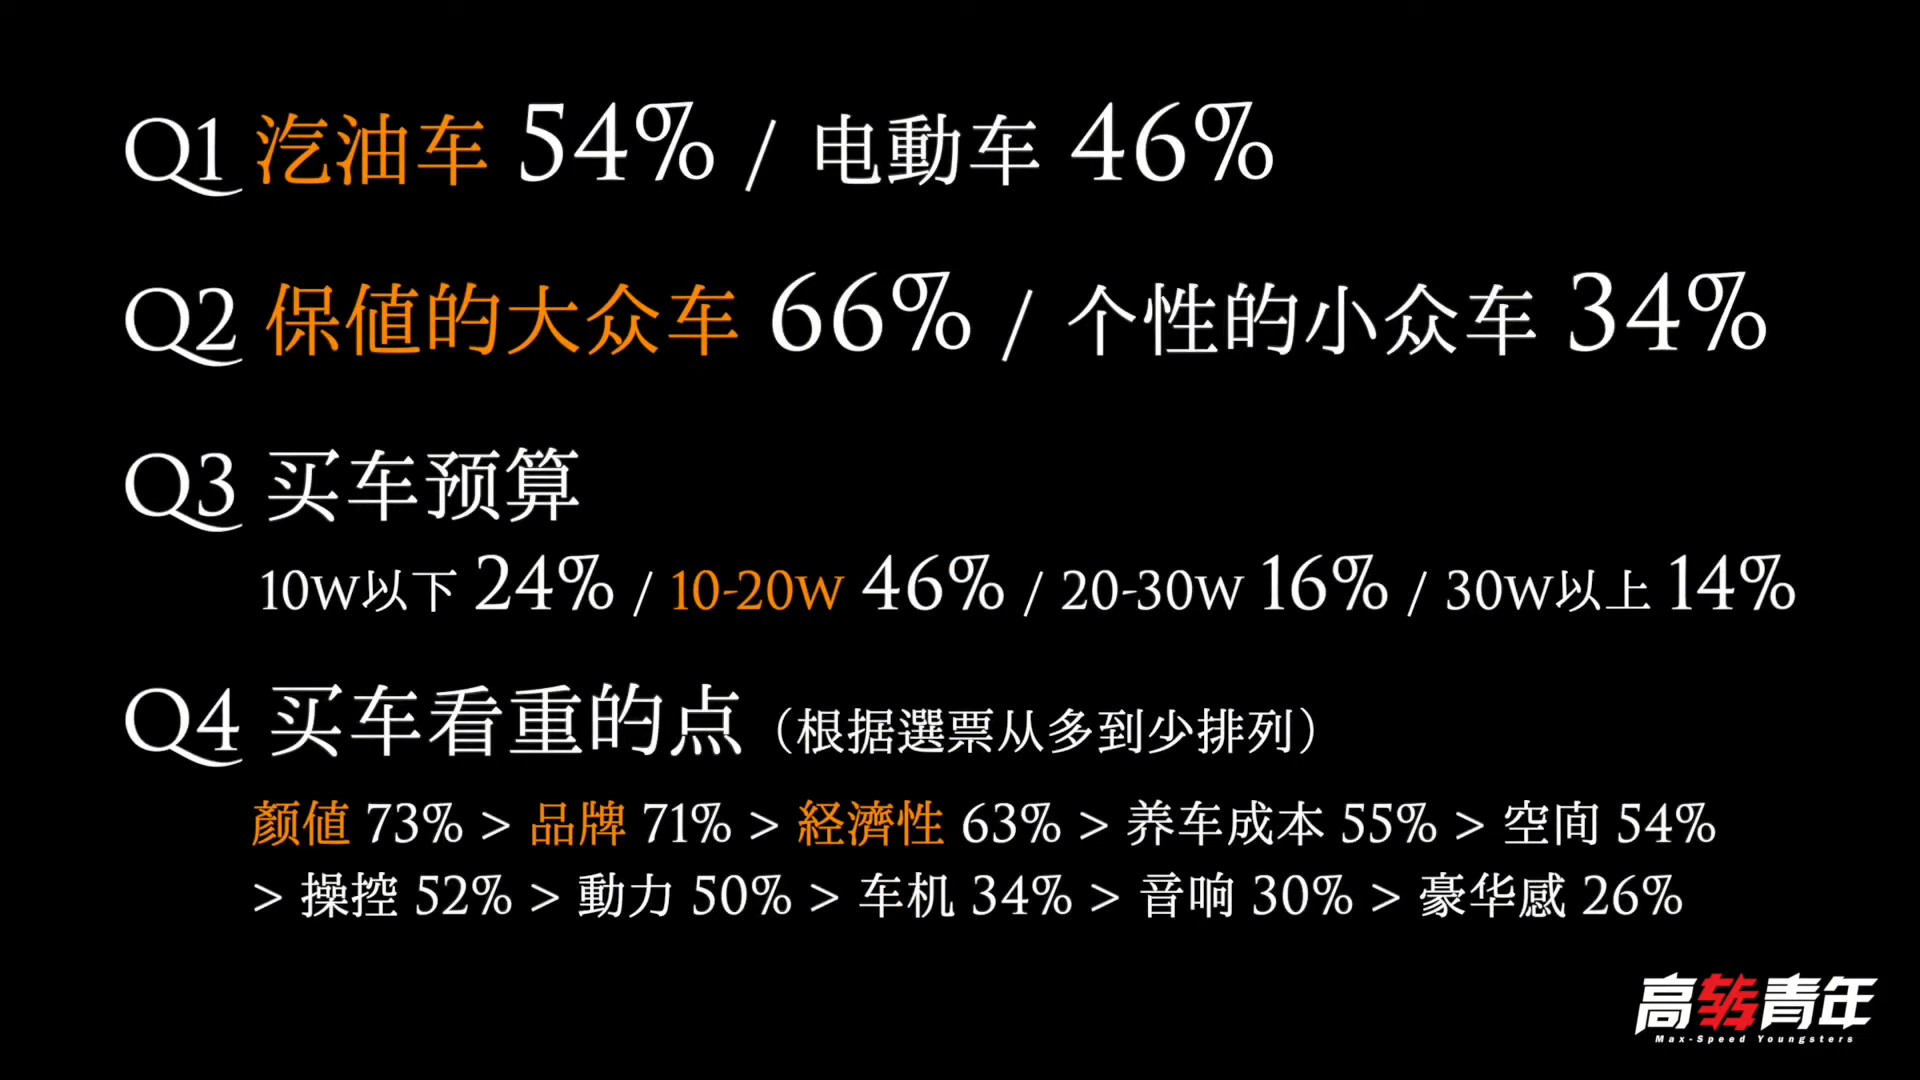 Q1 汔油车 54% / 电動车 46%
Q2 保値的大众车 66% / 个性的小众车 34%
Q3 买车预算
10W以下 24% / 10-20W 46% / 20-30W 16% / 30W以上 14%
Q4 买车看重的点（根据選票从多到少排列）
颜値 73% > 品牌 71% > 経濟性 63% > 养车成本 55% > 空间 54%
> 操控 52% > 動力 50% > 车机 34% > 音响 30% > 豪华感 26%
高转青年
Max-Speed Youngsters